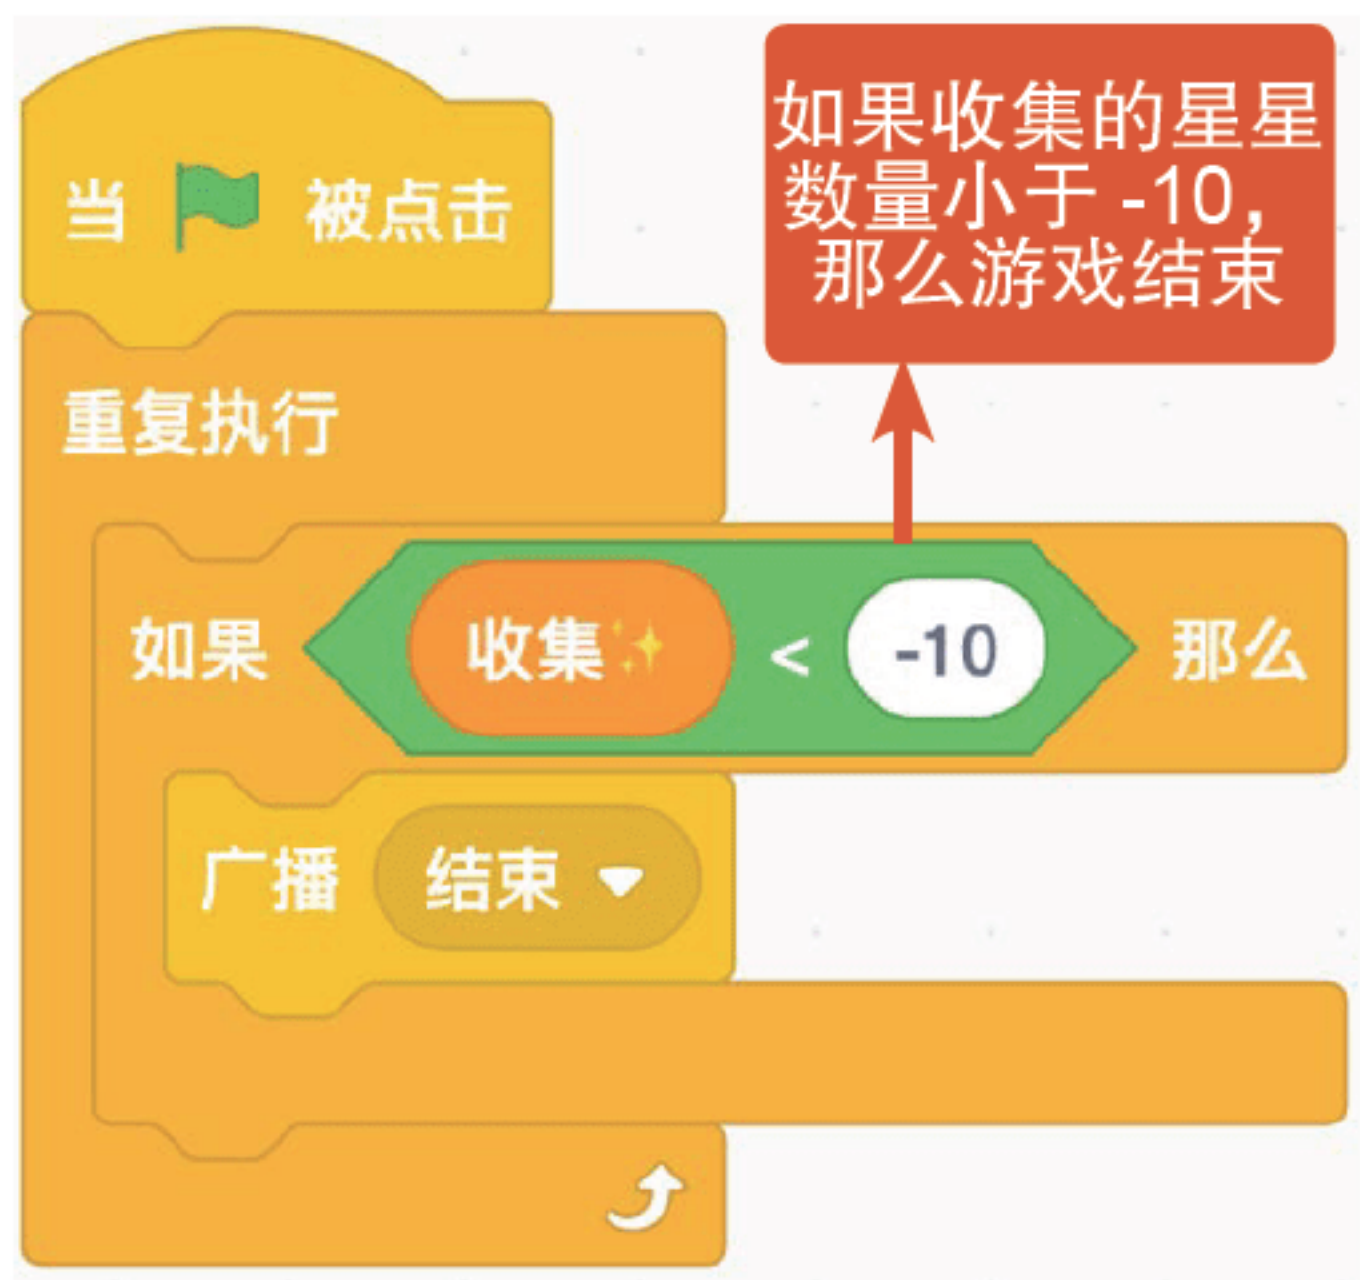 当 被点击
如果收集的星星
数量小于 -10，
那么游戏结束
重复执行
如果 收集✨ < -10 那么
广播 结束